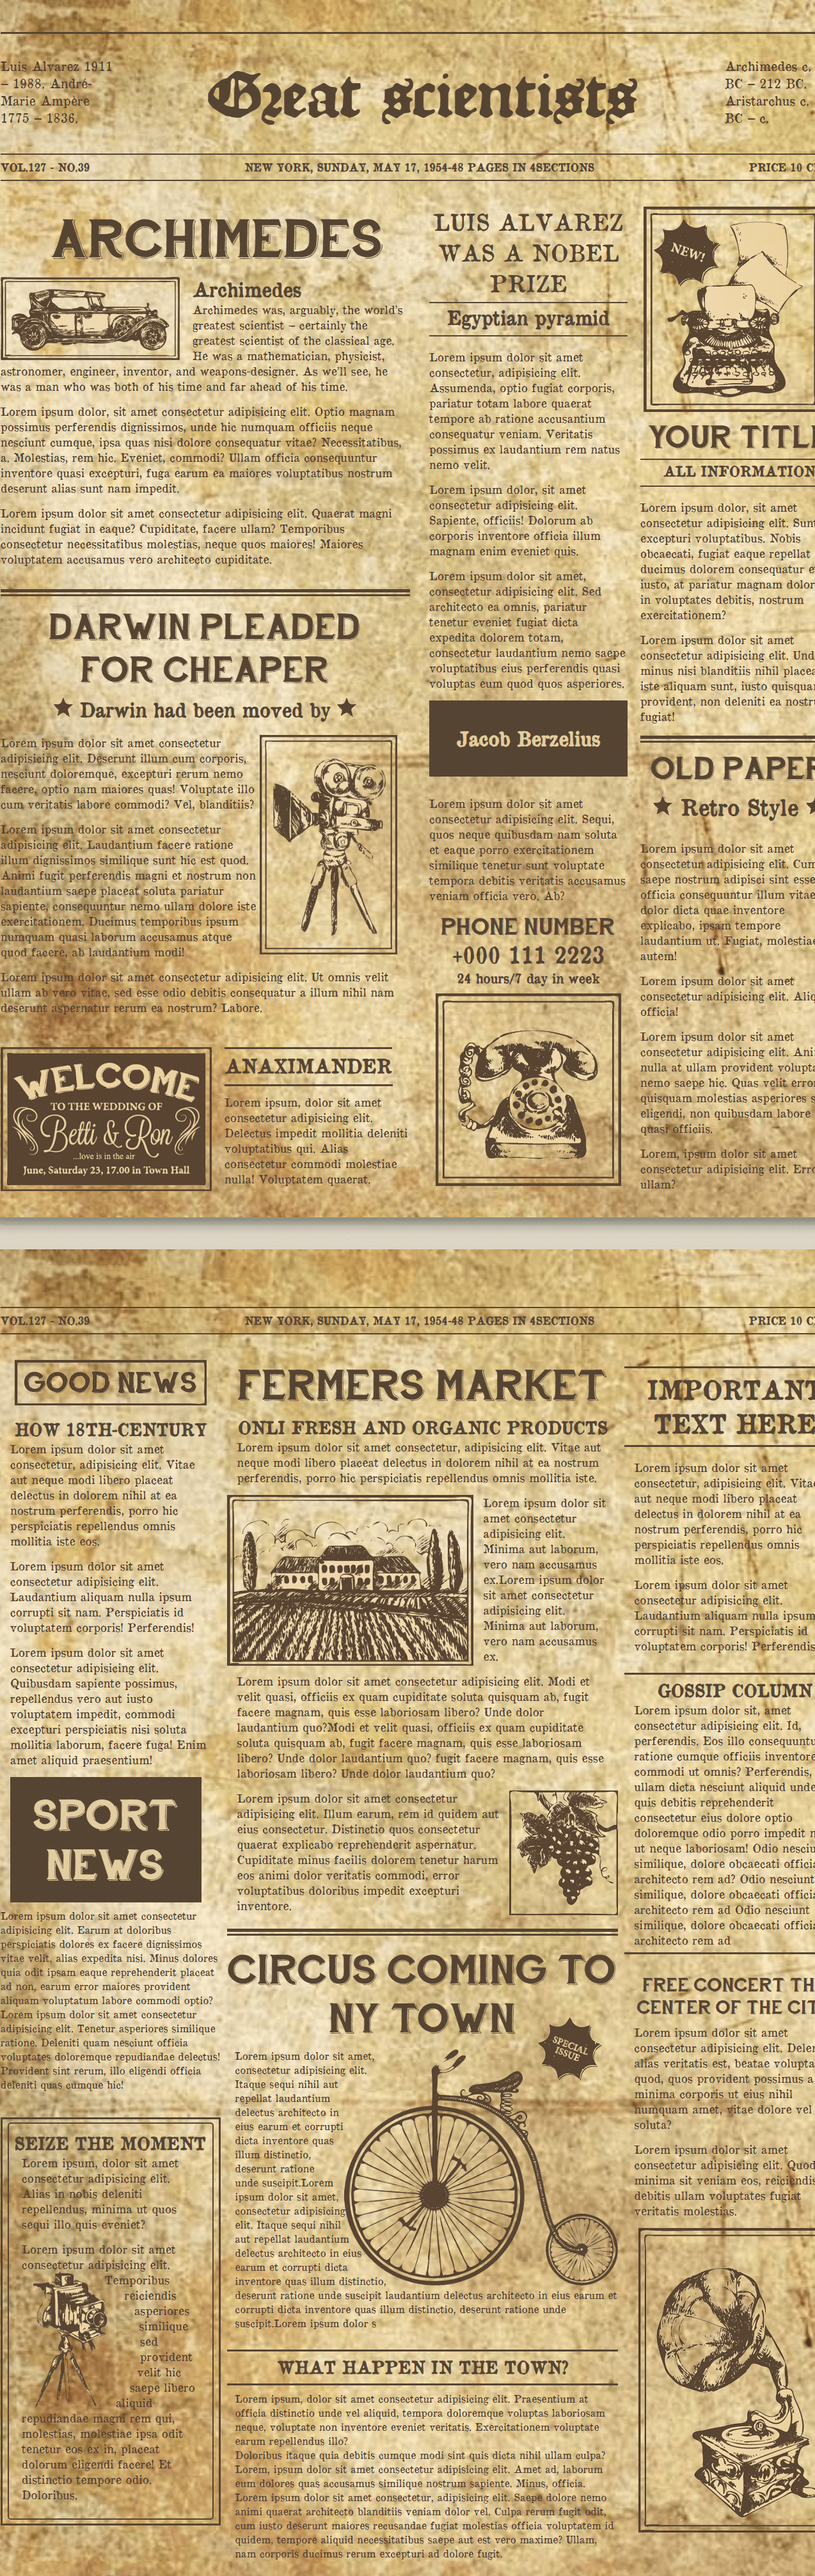 Luis Alvarez 1911
– 1988, André-
Marie Ampère
1775 – 1836.
Great scientists
Archimedes c.
BC – 212 BC.
Aristarchus c.
BC – c.
VOL.127 - NO.39
NEW YORK, SUNDAY, MAY 17, 1954-48 PAGES IN 4SECTIONS
PRICE 10 C
ARCHIMEDES
Archimedes
Archimedes was, arguably, the world's
greatest scientist – certainly the
greatest scientist of the classical age.
He was a mathematician, physicist,
astronomer, engineer, inventor, and weapons-designer. As we'll see, he
was a man who was both of his time and far ahead of his time.
Lorem ipsum dolor, sit amet consectetur adipisicing elit. Optio magnam
possimus perferendis dignissimos, unde hic numquam officiis neque
nesciunt cumque, ipsa quas nisi dolore consequatur vitae? Necessitatibus,
a. Molestias, rem hic. Eveniet, commodi? Ullam consequuntur
inventore quasi excepturi, fuga earum ea maiores voluptatibus nostrum
deserunt alias sunt nam impedit.
Lorem ipsum dolor sit amet consectetur adipisicing elit. Quaerat magni
incidunt fugiat in eaque? Cupiditate, facere ullam? Temporibus
consectetur necessitatibus molestias, neque quos maiores! Maiores
voluptatem accusamus vero architecto cupiditate.
DARWIN PLEADED
FOR CHEAPER
Darwin had been moved by
Lorem ipsum dolor sit amet consectetur
adipisicing elit. Deserunt illum cum corporis,
nesciunt doloremque, excepturi rerum nemo
facere, optio nam maiores quas! Voluptate illo
cum veritatis labore commodi? Vel, blanditiis?
Lorem ipsum dolor sit amet consectetur
adipisicing elit. Laudantium facere ratione
illum dignissimos similique sunt hic est quod.
Animi fugit perferendis magni et nostrum non
laudantium saepe placeat soluta pariatur
sapiente, consequuntur nemo ullam dolore iste
exercitationem. Ducimus temporibus ipsum
numquam quasi laborum accusamus atque
quod facere, ab laudantium modi!
Lorem ipsum dolor sit amet consectetur adipisicing elit. Ut omnis velit
ullam ab vero vitae, sed esse odio debitis consequatur a illum nihil nam
deserunt aspernatur rerum ea nostrum? Labore.
WELCOME
TO THE WEDDING OF
Betti & Ron
...love is in the air
June, Saturday 23, 17.00 in Town Hall
ANAXIMANDER
Lorem ipsum, dolor sit amet
consectetur adipisicing elit.
Delectus impedit mollitia deleniti
voluptatibus qui. Alias
consectetur commodi molestiae
nulla! Voluptatem quaerat.
LUIS ALVAREZ
WAS A NOBEL
PRIZE
Egyptian pyramid
Lorem ipsum dolor sit amet
consectetur, adipisicing elit.
Assumenda, optio fugiat corporis,
pariatur totam labore quaerat
tempore ab ratione accusantium
consequatur veniam. Veritatis
possimus ex laudantium rem natus
nemo velit.
Lorem ipsum dolor, sit amet
consectetur adipisicing elit.
Sapiente, officiis! Dolorum ab
corporis inventore officia illum
magnam enim eveniet quis.
Lorem ipsum dolor sit amet,
consectetur adipisicing elit. Sed
architecto ea omnis, pariatur
tenetur eveniet fugiat dicta
expedita dolorem totam,
consectetur laudantium nemo saepe
voluptatibus eius perferendis quasi
voluptas eum quod quos asperiores.
Jacob Berzelius
Lorem ipsum dolor sit amet
consectetur adipisicing elit. Sequi,
quos neque quibusdam nam soluta
et eaque porro exercitationem
similique tenetur sunt voluptate
tempora debitis veritatis accusamus
veniam officia vero. Ab?
PHONE NUMBER
+000 111 2223
24 hours/7 day in week
NEW!
YOUR TITL
ALL INFORMATION
Lorem ipsum dolor, sit amet
consectetur adipisicing elit. Sunt
excepturi voluptatibus. Nobis
obcaecati, fugiat eaque repellat
ducimus dolorem consequatur e
iusto, at pariatur magnam dolor
in voluptates debitis, nostrum
exercitationem?
Lorem ipsum dolor sit amet
consectetur adipisicing elit. Und
minus nisi blanditiis nihil placea
iste aliquam sunt, iusto quisqua
provident, non deleniti ea nostr
fugiat!
OLD PAPER
Retro Style
Lorem ipsum dolor sit amet
consectetur adipisicing elit. Cum
saepe nostrum adipisci sint esse
officia consequuntur illum vitae
dolor dicta quae inventore
explicabo, ipsam tempore
laudantium ut. Fugiat, molestiae
autem!
Lorem ipsum dolor sit amet
consectetur adipisicing elit. Aliq
officia!
Lorem ipsum dolor sit amet
consectetur adipisicing elit. Ani
nulla at ullam provident volupta
nemo saepe hic. Quas velit error
quisquam molestias asperiores s
eligendi, non quibusdam labore
quasi officiis.
Lorem, ipsum dolor sit amet
consectetur adipisicing elit. Erro
ullam?
VOL.127 - NO.39
NEW YORK, SUNDAY, MAY 17, 1954-48 PAGES IN 4SECTIONS
PRICE 10 C
GOOD NEWS
HOW 18TH-CENTURY
Lorem ipsum dolor sit amet
consectetur, adipisicing elit. Vitae
aut neque modi libero placeat
delectus in dolorem nihil at ea
nostrum perferendis, porro hic
perspiciatis repellendus omnis
mollitia iste eos.
Lorem ipsum dolor sit amet
consectetur adipisicing elit.
Laudantium aliquam nulla ipsum
corrupti sit nam. Perspiciatis id
voluptatem corporis! Perferendis!
Lorem ipsum dolor sit amet
consectetur adipisicing elit.
Quibusdam sapiente possimus,
repellendus vero aut iusto
voluptatem impedit, commodi
excepturi perspiciatis nisi soluta
mollitia laborum, facere fuga! Enim
amet aliquid praesentium!
SPORT
NEWS
Lorem ipsum dolor sit amet consectetur
adipisicing elit. Earum at doloribus
perspiciatis dolores ex facere dignissimos
vitae velit, alias expedita nisi. Minus dolores
quia odit ipsam eaque reprehenderit placeat
ad non, earum error maiores provident
aliquam voluptatum labore commodi optio?
Lorem ipsum dolor sit amet consectetur
adipisicing elit. Tenetur asperiores similique
ratione. Deleniti quam nesciunt officia
voluptates doloremque repudiandae delectus!
Provident sint rerum, illo eligendi officia
deleniti quas cumque hic!
SEIZE THE MOMENT
Lorem ipsum, dolor sit amet
consectetur adipisicing elit.
Alias in nobis deleniti
repellendus, minima ut quos
sequi illo quis eveniet?
Lorem ipsum dolor sit amet
consectetur adipisicing elit.
Temporibus
reiciendis
asperiores
similique
sed
provident
velit hic
saepe libero
aliquid
repudiandae magni rem qui,
molestias, molestiae ipsa odit
tenetur eos ex in, placeat
dolorum eligendi facere! Et
distinctio tempore odio.
Doloribus.
FERMERS MARKET
ONLI FRESH AND ORGANIC PRODUCTS
Lorem ipsum dolor sit amet consectetur, adipisicing elit. Vitae aut
neque modi libero placeat delectus in dolorem nihil at ea nostrum
perferendis, porro hic perspiciatis repellendus omnis mollitia iste.
Lorem ipsum dolor sit
amet consectetur
adipisicing elit.
Minima aut laborum,
vero nam accusamus
ex.Lorem ipsum dolor
sit amet consectetur
adipisicing elit.
Minima aut laborum,
vero nam accusamus
ex.
Lorem ipsum dolor sit amet consectetur adipisicing elit. Modi et
velit quasi, officiis ex quam cupiditate soluta quisquam ab, fugit
facere magnam, quis esse laboriosam libero? Unde dolor
laudantium quo?Modi et velit quasi, officiis ex quam cupiditate
soluta quisquam ab, fugit facere magnam, quis esse laboriosam
libero? Unde dolor laudantium quo? fugit facere magnam, quis esse
laboriosam libero? Unde dolor laudantium quo?
Lorem ipsum dolor sit amet consectetur
adipisicing elit. Illum earum, rem id quidem aut
eius consectetur. Distinctio quos consectetur
quaerat explicabo reprehenderit aspernatur.
Cupiditate minus facilis dolorem tenetur harum
eos animi dolor veritatis commodi, error
voluptatibus doloribus impedit excepturi
inventore.
CIRCUS COMING TO
NY TOWN
SPECIAL
ISSUE
Lorem ipsum dolor sit amet,
consectetur adipisicing elit.
Itaque sequi nihil aut
repellat laudantium
delectus architecto in
eius earum et corrupti
dicta inventore quas
illum distinctio,
deserunt ratione
unde suscipit.Lorem
ipsum dolor sit amet,
consectetur adipisicing
elit. Itaque sequi nihil
aut repellat laudantium
delectus architecto in eius
earum et corrupti dicta
inventore quas illum distinctio,
deserunt ratione unde suscipit laudantium delectus architecto in eius earum et
corrupti dicta inventore quas illum distinctio, deserunt ratione unde
suscipit.Lorem ipsum dolor s
WHAT HAPPEN IN THE TOWN?
Lorem ipsum, dolor sit amet consectetur adipisicing elit. Praesentium at
officia distinctio unde vel aliquid, tempora doloremque voluptas laboriosam
neque, voluptate non inventore eveniet veritatis. Exercitationem voluptate
earum repellendus illo?
Doloribus itaque quia debitis cumque modi sint quis dicta nihil ullam culpa?
Lorem, ipsum dolor sit amet consectetur adipisicing elit. Amet ad, laborum
eum dolores quas accusamus similique nostrum sapiente. Minus, officia.
Lorem ipsum dolor sit amet consectetur, adipisicing elit. Saepe dolore nemo
animi quaerat architecto blanditiis veniam dolor vel. Culpa rerum fugit odit,
cum iusto deserunt maiores recusandae fugiat molestias officia voluptatem id
quidem, tempore aliquid necessitatibus saepe aut est vero maxime? Ullam,
nam corporis ducimus rerum excepturi ad dolore fugit.
IMPORTANT
TEXT HERE
Lorem ipsum dolor sit amet
consectetur, adipisicing elit. Vita
aut neque modi libero placeat
delectus in dolorem nihil at ea
nostrum perferendis, porro hic
perspiciatis repellendus omnis
mollitia iste eos.
Lorem ipsum dolor sit amet
consectetur adipisicing elit.
Laudantium aliquam nulla ipsum
corrupti sit nam. Perspiciatis id
voluptatem corporis! Perferendis
GOSSIP COLUMN
Lorem ipsum dolor sit, amet
consectetur adipisicing elit. Id,
perferendis. Eos illo consequuntu
ratione cumque officiis inventore
commodi ut omnis? Perferendis,
ullam dicta nesciunt aliquid unde
quis debitis reprehenderit
consectetur eius dolore optio
doloremque odio porro impedit n
ut neque laboriosam! Odio nesciu
similique, dolore obcaecati officia
architecto rem ad? Odio nesciunt
similique, dolore obcaecati officia
architecto rem ad Odio nesciunt
similique, dolore obcaecati officia
architecto rem ad
FREE CONCERT TH
CENTER OF THE CIT
Lorem ipsum dolor sit amet
consectetur adipisicing elit. Dele
alias veritatis est, beatae volupta
quod, quos provident possimus a
minima corporis ut eius nihil
numquam amet, vitae dolore vel
soluta?
Lorem ipsum dolor sit amet
consectetur adipisicing elit. Quod
minima sit veniam eos, reiciendis
debitis ullam voluptates fugiat
veritatis molestias.